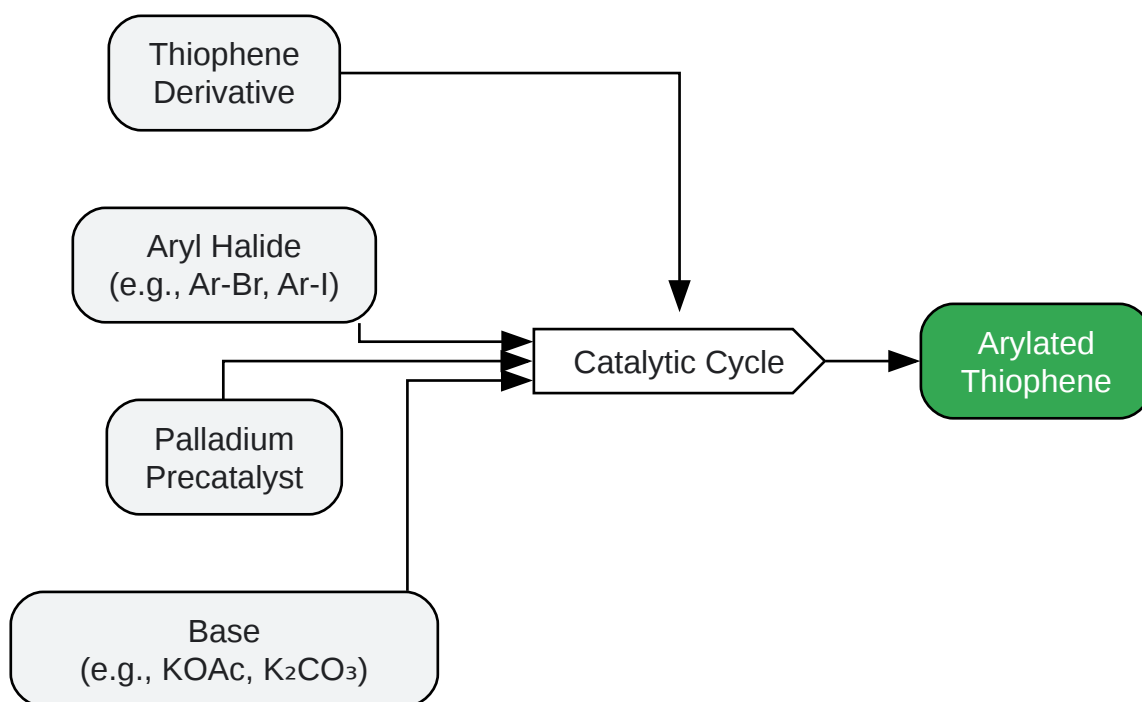 Thiophene
Derivative
Aryl Halide
(e.g., Ar-Br, Ar-I)
Catalytic Cycle
Arylated
Thiophene
Palladium
Precatalyst
Base
(e.g., KOAc, K₂CO₃)